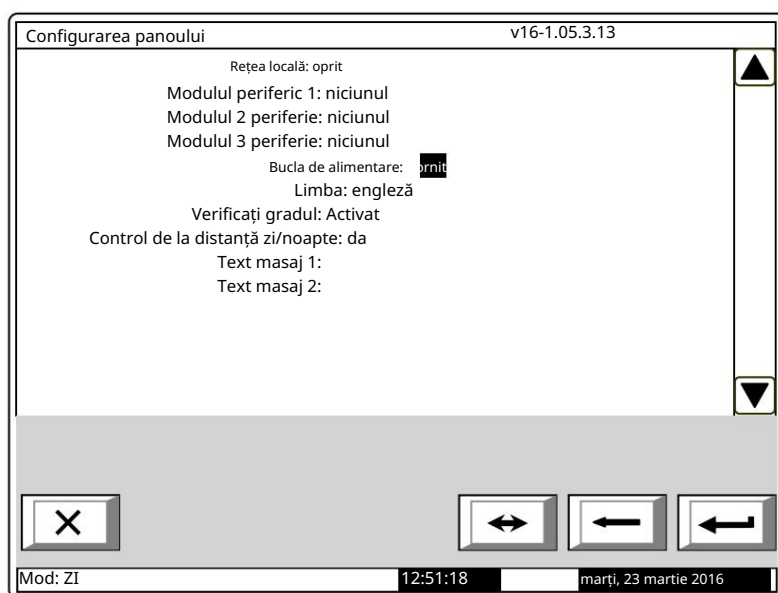 Configurarea panoului v16-1.05.3.13
Rețea locală: oprit
Modulul periferic 1: niciunul
Modulul 2 periferie: niciunul
Modulul 3 periferie: niciunul
Bucla de alimentare:
Limba: engleză
Verificați gradul: Activat
Control de la distanță zi/noapte: da
Text masaj 1:
Text masaj 2:
Mod: ZI 12:51:18 marți, 23 martie 2016